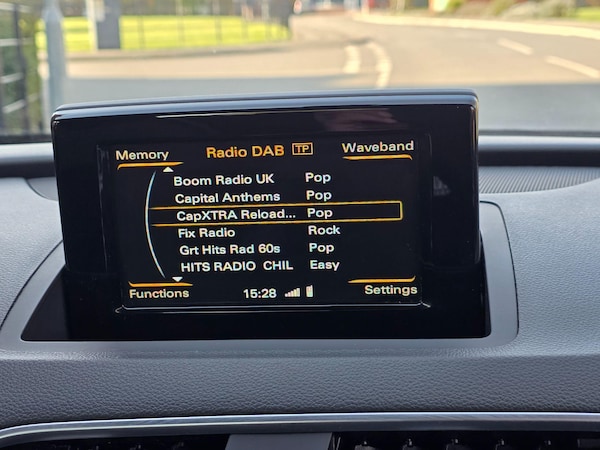 Memory Radio DAB TP Waveband
Boom Radio UK Pop
Capital Anthems Pop
CapXTRA Reload... Pop
Fix Radio Rock
Grt Hits Rad 60s Pop
HITS RADIO CHIL Easy
Functions 15:28 Settings